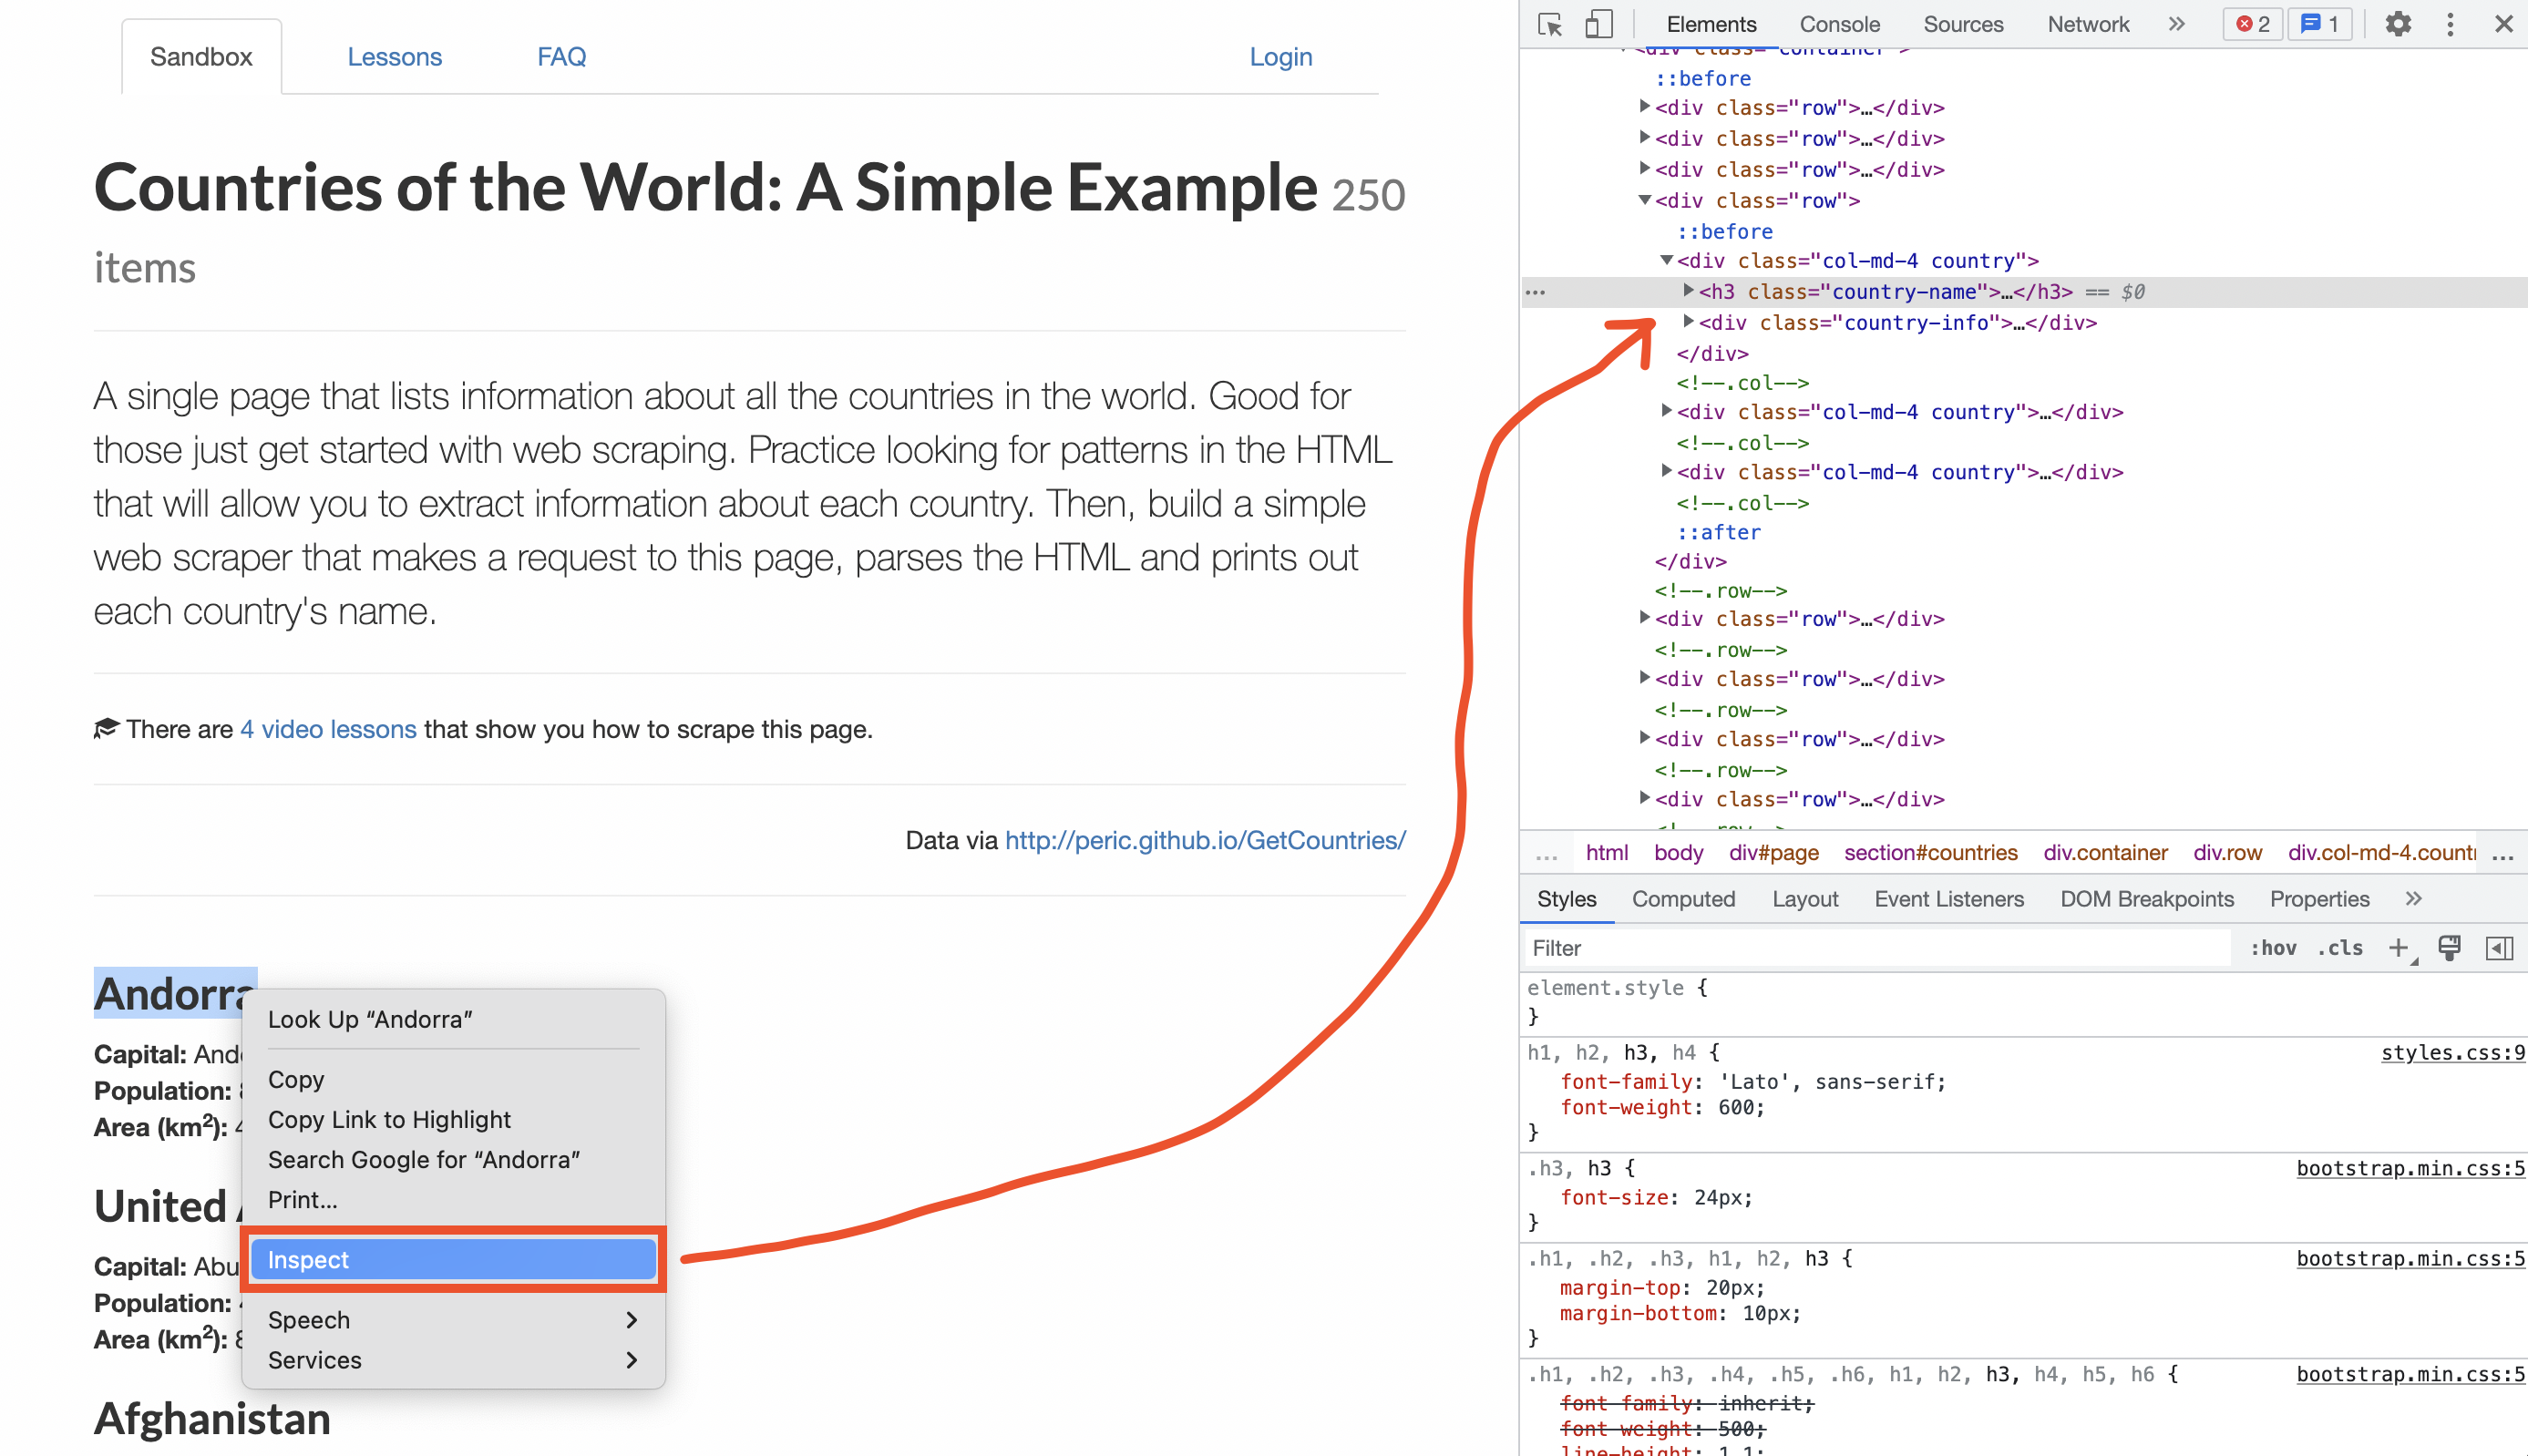 Sandbox
Lessons
FAQ
Login
Countries of the World: A Simple Example 250
items
A single page that lists information about all the countries in the world. Good for
those just get started with web scraping. Practice looking for patterns in the HTML
that will allow you to extract information about each country. Then, build a simple
web scraper that makes a request to this page, parses the HTML and prints out
each country's name.
There are 4 video lessons that show you how to scrape this page.
Data via http://peric.github.io/GetCountries/
Andorra
Capital:
Population:
Area (km²):
United
Capital: Abu
Population:
Area (km²):
Afghanistan
Look Up “Andorra”
Copy
Copy Link to Highlight
Search Google for “Andorra”
Print...
Inspect
Speech
Services
Elements
Console
Sources
Network
2
1
<div class="container">
::before
<div class="row">…</div>
<div class="row">…</div>
<div class="row">…</div>
<div class="row">
::before
<div class="col-md-4 country">
<h3 class="country-name">…</h3> == $0
<div class="country-info">…</div>
</div>
<!--.col-->
<div class="col-md-4 country">…</div>
<!--.col-->
<div class="col-md-4 country">…</div>
<!--.col-->
::after
</div>
<!--.row-->
<div class="row">…</div>
<!--.row-->
<div class="row">…</div>
<!--.row-->
<div class="row">…</div>
<!--.row-->
<div class="row">…</div>
<!--.row-->
... html body div#page section#countries div.container div.row div.col-md-4.count ...
Styles
Computed
Layout
Event Listeners
DOM Breakpoints
Properties
Filter
:hov .cls
element.style {
}
h1, h2, h3, h4 {
styles.css:9
font-family: 'Lato', sans-serif;
font-weight: 600;
}
.h3, h3 {
bootstrap.min.css:5
font-size: 24px;
}
.h1, .h2, .h3, h1, h2, h3 {
bootstrap.min.css:5
margin-top: 20px;
margin-bottom: 10px;
}
.h1, .h2, .h3, .h4, .h5, .h6, h1, h2, h3, h4, h5, h6 {
bootstrap.min.css:5
font-family: inherit;
font-weight: 500;
line-height: 1.1;